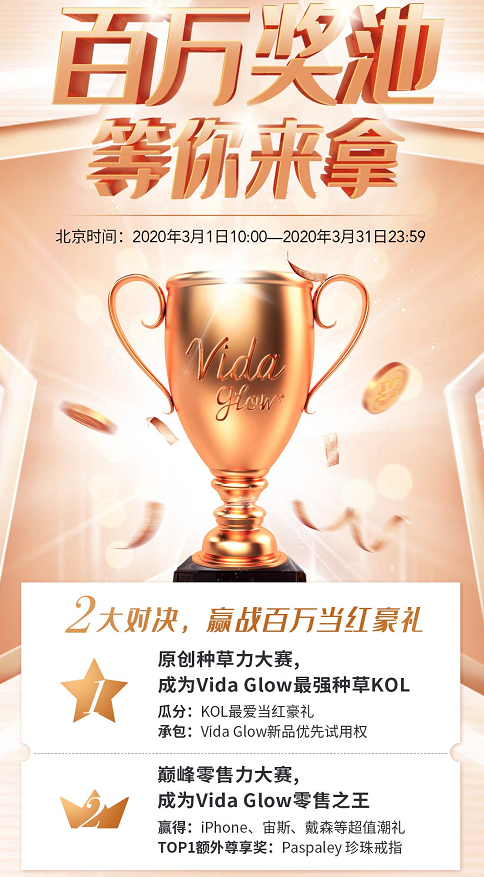 百万奖池
等你来拿
北京时间：2020年3月1日10:00—2020年3月31日23:59
Vida
Glow
2大对决，赢战百万当红豪礼
1
原创种草力大赛，
成为Vida Glow最强种草KOL
瓜分：KOL最爱当红豪礼
承包：Vida Glow新品优先试用权
2
巅峰零售力大赛，
成为Vida Glow零售之王
赢得：iPhone、宙斯、戴森等超值潮礼
TOP1额外尊享奖：Paspaley 珍珠戒指